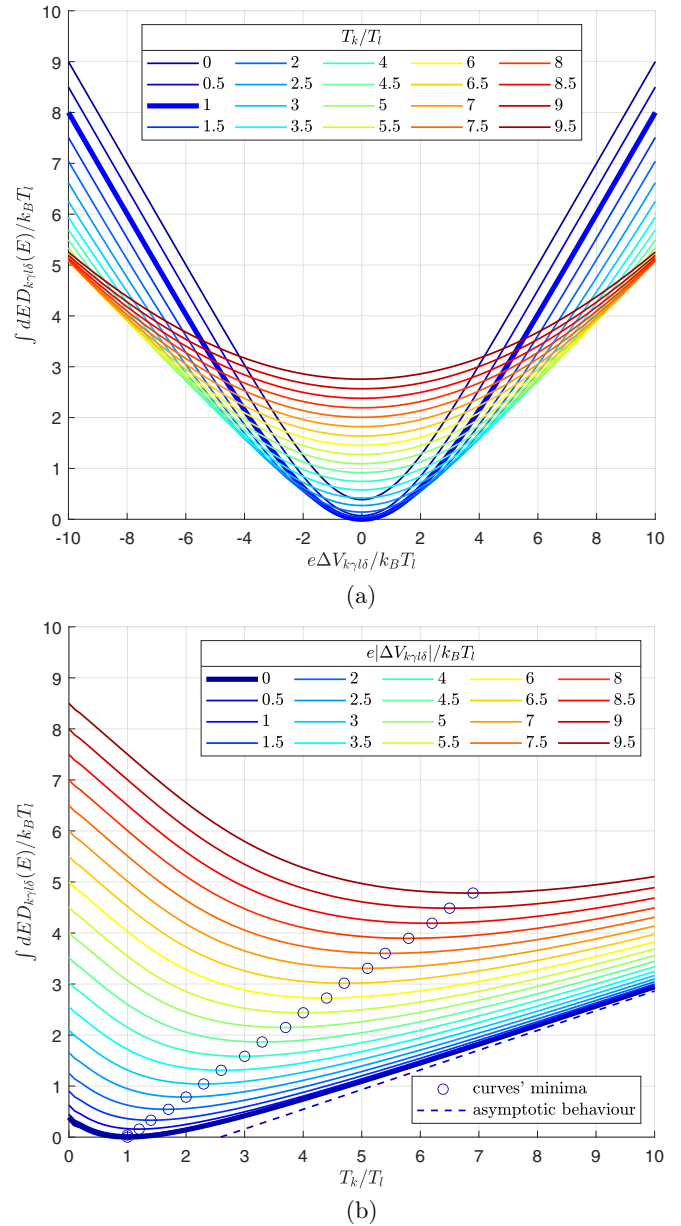 T_k/T_l
0 2 4 6 8
0.5 2.5 4.5 6.5 8.5
1 3 5 7 9
1.5 3.5 5.5 7.5 9.5
10
9
8
7
6
5
4
3
2
1
0
∫ dED_{kγlδ}(E)/k_BT_l
-10 -8 -6 -4 -2 0 2 4 6 8 10
eΔV_{kγlδ}/k_BT_l
(a)
e|ΔV_{kγlδ}|/k_BT_l
0 2 4 6 8
0.5 2.5 4.5 6.5 8.5
1 3 5 7 9
1.5 3.5 5.5 7.5 9.5
10
9
8
7
6
5
4
3
2
1
0
∫ dED_{kγlδ}(E)/k_BT_l
curves' minima
asymptotic behaviour
0 1 2 3 4 5 6 7 8 9 10
T_k/T_l
(b)